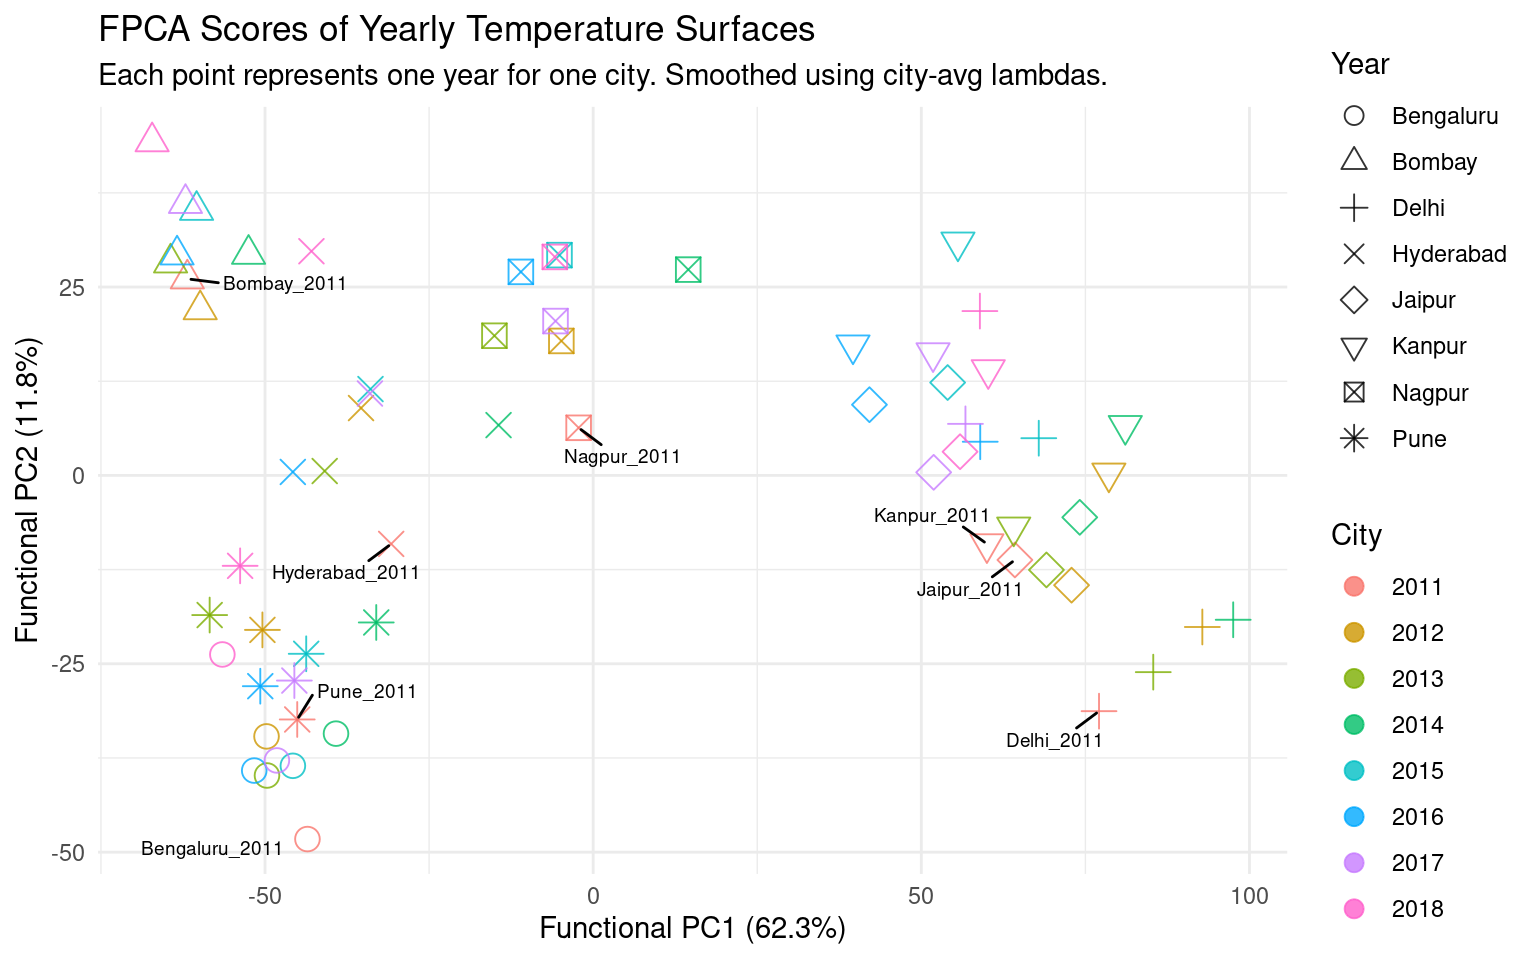 FPCA Scores of Yearly Temperature Surfaces
Each point represents one year for one city. Smoothed using city-avg lambdas.
Functional PC2 (11.8%)
25
0
-25
-50
Bombay_2011
Nagpur_2011
Kanpur_2011
Hyderabad_2011
Jaipur_2011
Pune_2011
Delhi_2011
Bengaluru_2011
-50
0
50
100
Functional PC1 (62.3%)
Year
Bengaluru
Bombay
Delhi
Hyderabad
Jaipur
Kanpur
Nagpur
Pune
City
2011
2012
2013
2014
2015
2016
2017
2018